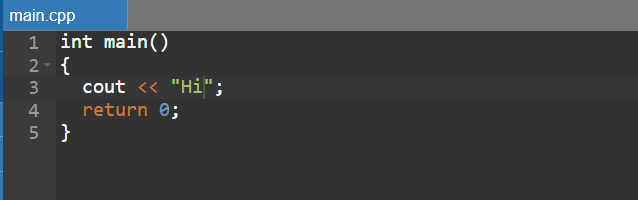 main.cpp
1 int main()
2 {
3 cout << "Hi";
4 return 0;
5 }